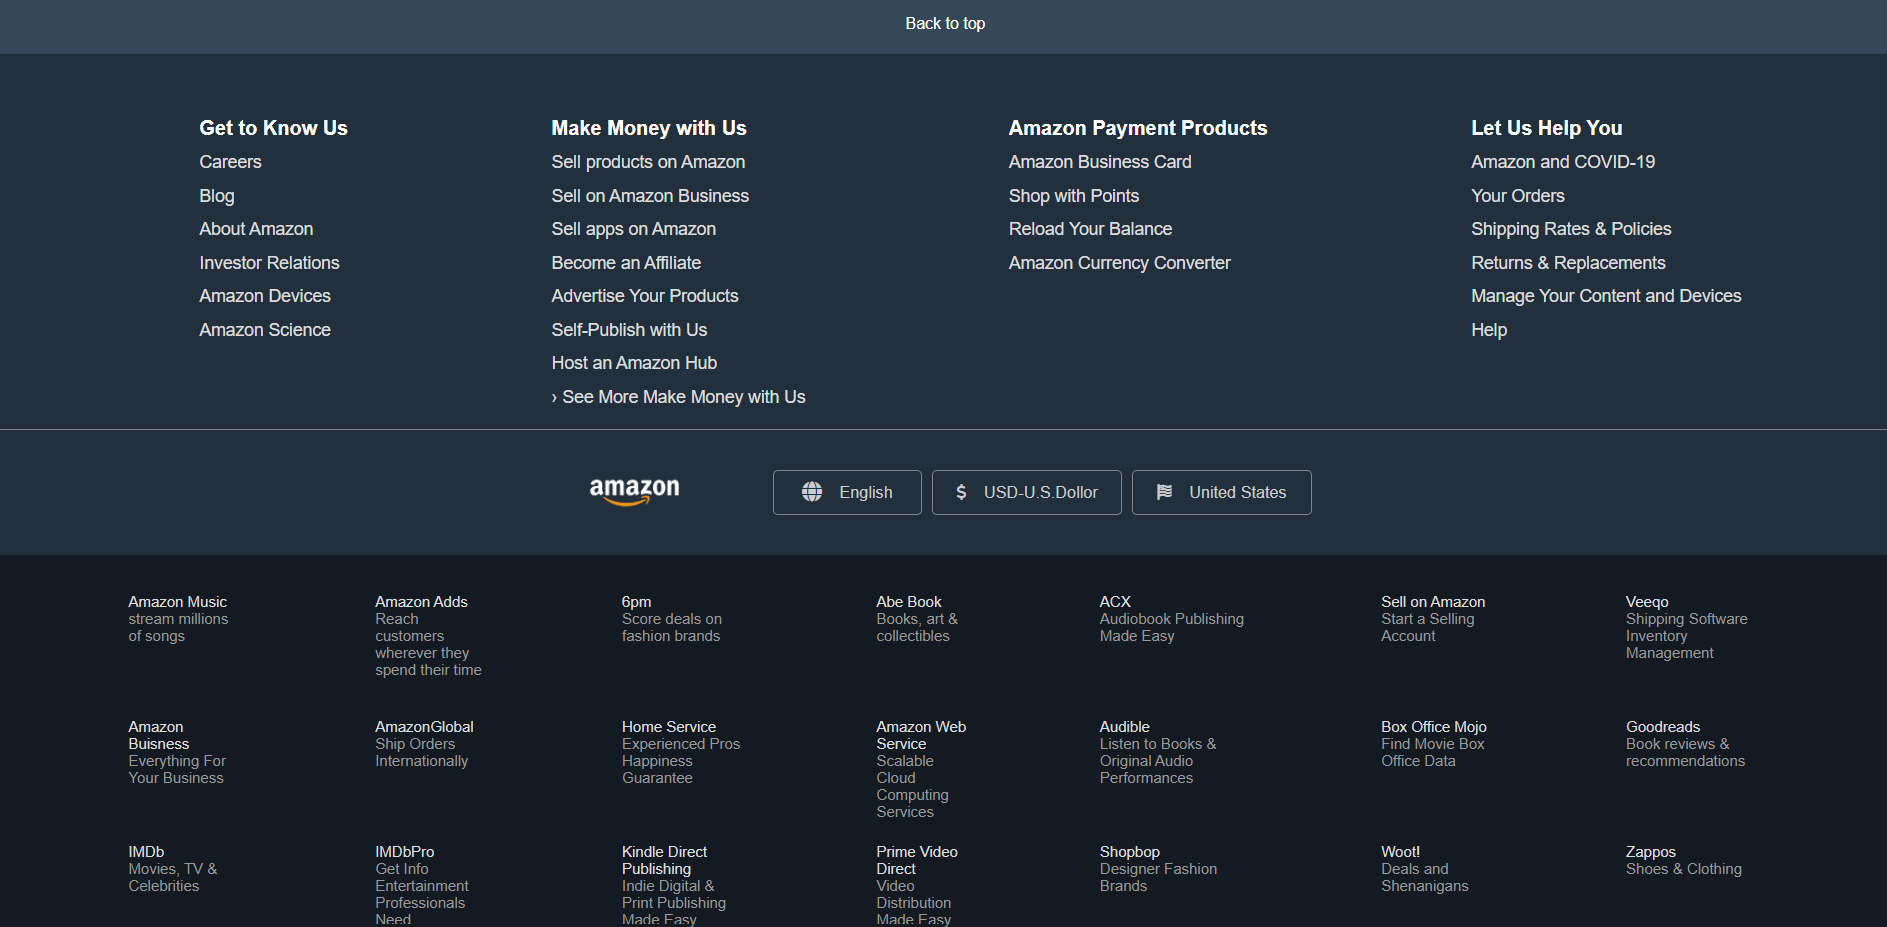 Back to top
Get to Know Us
Careers
Blog
About Amazon
Investor Relations
Amazon Devices
Amazon Science
Make Money with Us
Sell products on Amazon
Sell on Amazon Business
Sell apps on Amazon
Become an Affiliate
Advertise Your Products
Self-Publish with Us
Host an Amazon Hub
› See More Make Money with Us
Amazon Payment Products
Amazon Business Card
Shop with Points
Reload Your Balance
Amazon Currency Converter
Let Us Help You
Amazon and COVID-19
Your Orders
Shipping Rates & Policies
Returns & Replacements
Manage Your Content and Devices
Help
amazon
English
$ USD-U.S.Dollor
United States
Amazon Music
stream millions
of songs
Amazon Adds
Reach
customers
wherever they
spend their time
6pm
Score deals on
fashion brands
Abe Book
Books, art &
collectibles
ACX
Audiobook Publishing
Made Easy
Sell on Amazon
Start a Selling
Account
Veeqo
Shipping Software
Inventory
Management
Amazon
Buisness
Everything For
Your Business
AmazonGlobal
Ship Orders
Internationally
Home Service
Experienced Pros
Happiness
Guarantee
Amazon Web
Service
Scalable
Cloud
Computing
Services
Audible
Listen to Books &
Original Audio
Performances
Box Office Mojo
Find Movie Box
Office Data
Goodreads
Book reviews &
recommendations
IMDb
Movies, TV &
Celebrities
IMDbPro
Get Info
Entertainment
Professionals
Need
Kindle Direct
Publishing
Indie Digital &
Print Publishing
Made Easy
Prime Video
Direct
Video
Distribution
Made Easy
Shopbop
Designer Fashion
Brands
Woot!
Deals and
Shenanigans
Zappos
Shoes & Clothing